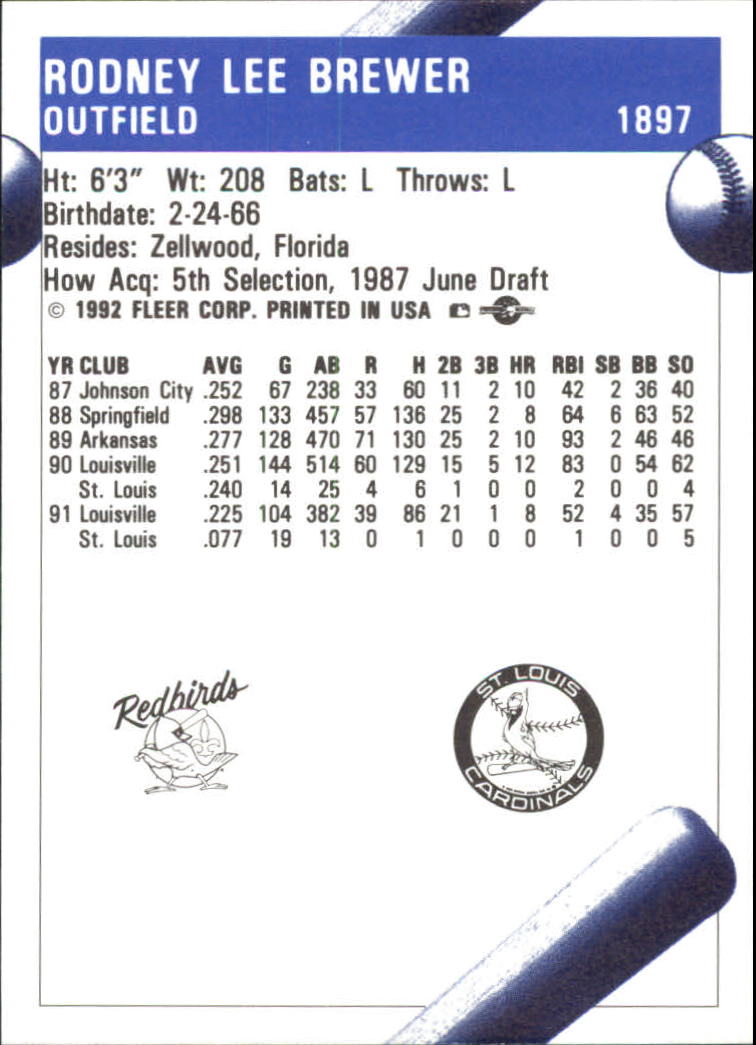 RODNEY LEE BREWER
OUTFIELD 1897
Ht: 6'3" Wt: 208 Bats: L Throws: L
Birthdate: 2-24-66
Resides: Zellwood, Florida
How Acq: 5th Selection, 1987 June Draft
© 1992 FLEER CORP. PRINTED IN USA
YR CLUB AVG G AB R H 2B 3B HR RBI SB BB SO
87 Johnson City .252 67 238 33 60 11 2 10 42 2 36 40
88 Springfield .298 133 457 57 136 25 2 8 64 6 63 52
89 Arkansas .277 128 470 71 130 25 2 10 93 2 46 46
90 Louisville .251 144 514 60 129 15 5 12 83 0 54 62
St. Louis .240 14 25 4 6 1 0 0 2 0 0 4
91 Louisville .225 104 382 39 86 21 1 8 52 4 35 57
St. Louis .077 19 13 0 1 0 0 0 1 0 0 5
Redbirds
ST. LOUIS
CARDINALS